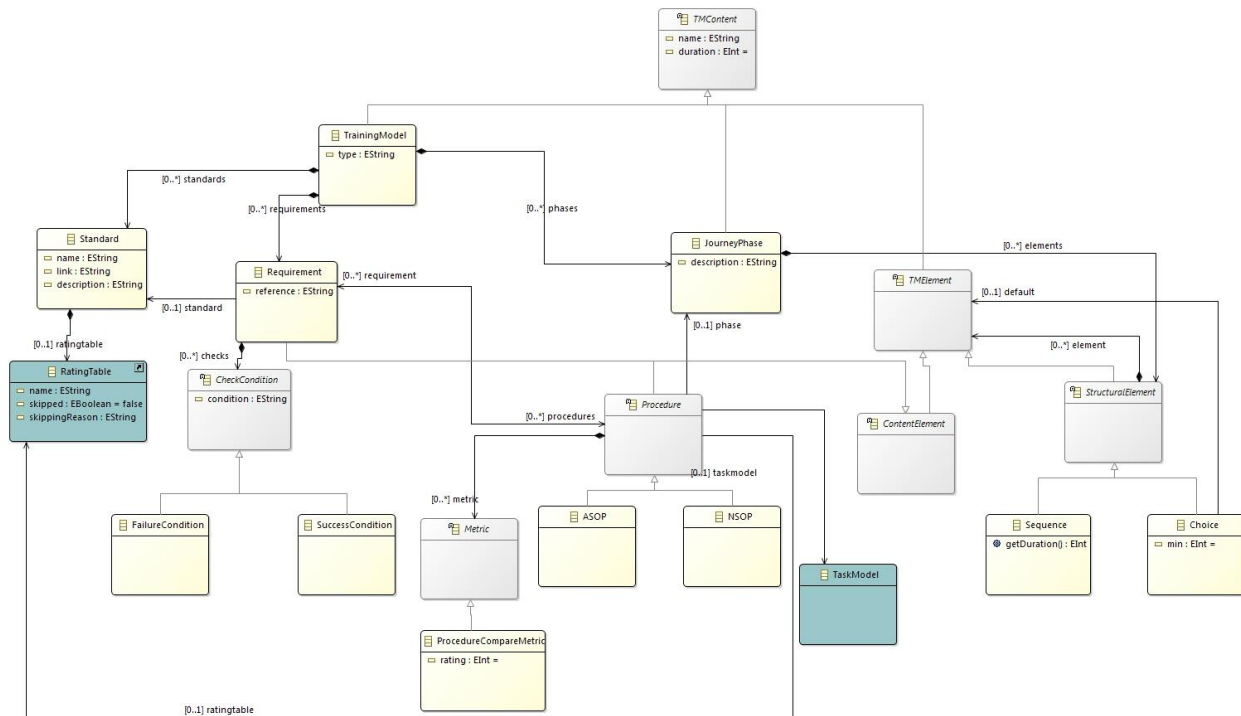 TMContent
name : EString
duration : EInt =
TrainingModel
type : EString
[0..*] standards
[0..*] requirements
[0..*] phases
Standard
name : EString
link : EString
description : EString
JourneyPhase
description : EString
[0..*] elements
Requirement
reference : EString
[0..*] requirement
TMElement
[0..1] default
[0..1] standard
[0..1] phase
[0..1] ratingtable
[0..*] checks
[0..*] element
RatingTable
name : EString
skipped : EBoolean = false
skippingReason : EString
CheckCondition
condition : EString
StructuralElement
Procedure
[0..*] procedures
ContentElement
[0..1] taskmodel
[0..*] metric
FailureCondition
SuccessCondition
Metric
ASOP
NSOP
Sequence
getDuration() : EInt
Choice
min : EInt =
TaskModel
ProcedureCompareMetric
rating : EInt =
[0..1] ratingtable